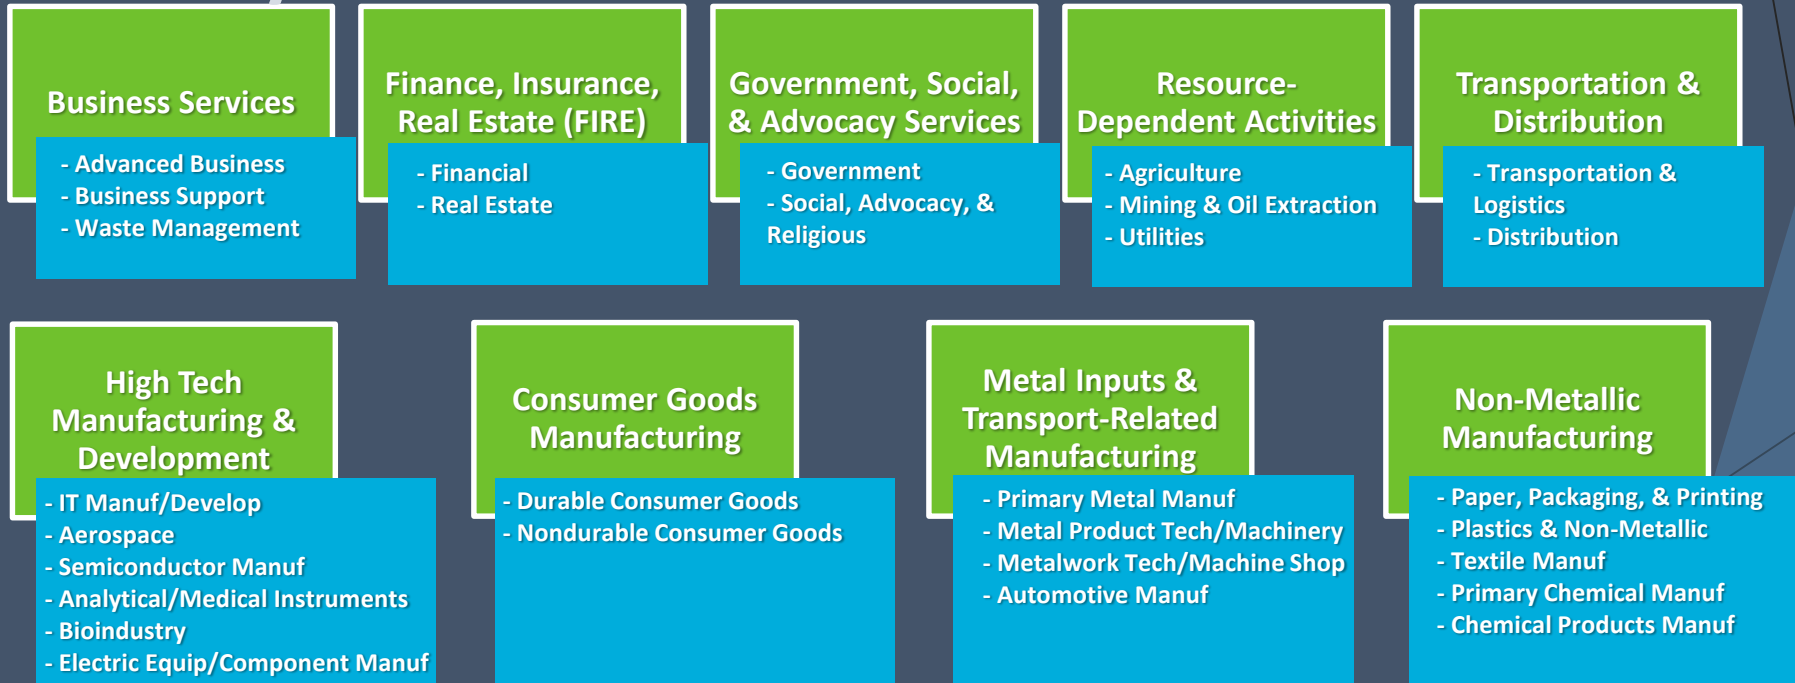 Business Services
- Advanced Business
- Business Support
- Waste Management
Finance, Insurance,
Real Estate (FIRE)
- Financial
- Real Estate
Government, Social,
& Advocacy Services
- Government
- Social, Advocacy, &
Religious
Resource-
Dependent Activities
- Agriculture
- Mining & Oil Extraction
- Utilities
Transportation &
Distribution
- Transportation &
Logistics
- Distribution
High Tech
Manufacturing &
Development
- IT Manuf/Develop
- Aerospace
- Semiconductor Manuf
- Analytical/Medical Instruments
- Bioindustry
- Electric Equip/Component Manuf
Consumer Goods
Manufacturing
- Durable Consumer Goods
- Nondurable Consumer Goods
Metal Inputs &
Transport-Related
Manufacturing
- Primary Metal Manuf
- Metal Product Tech/Machinery
- Metalwork Tech/Machine Shop
- Automotive Manuf
Non-Metallic
Manufacturing
- Paper, Packaging, & Printing
- Plastics & Non-Metallic
- Textile Manuf
- Primary Chemical Manuf
- Chemical Products Manuf